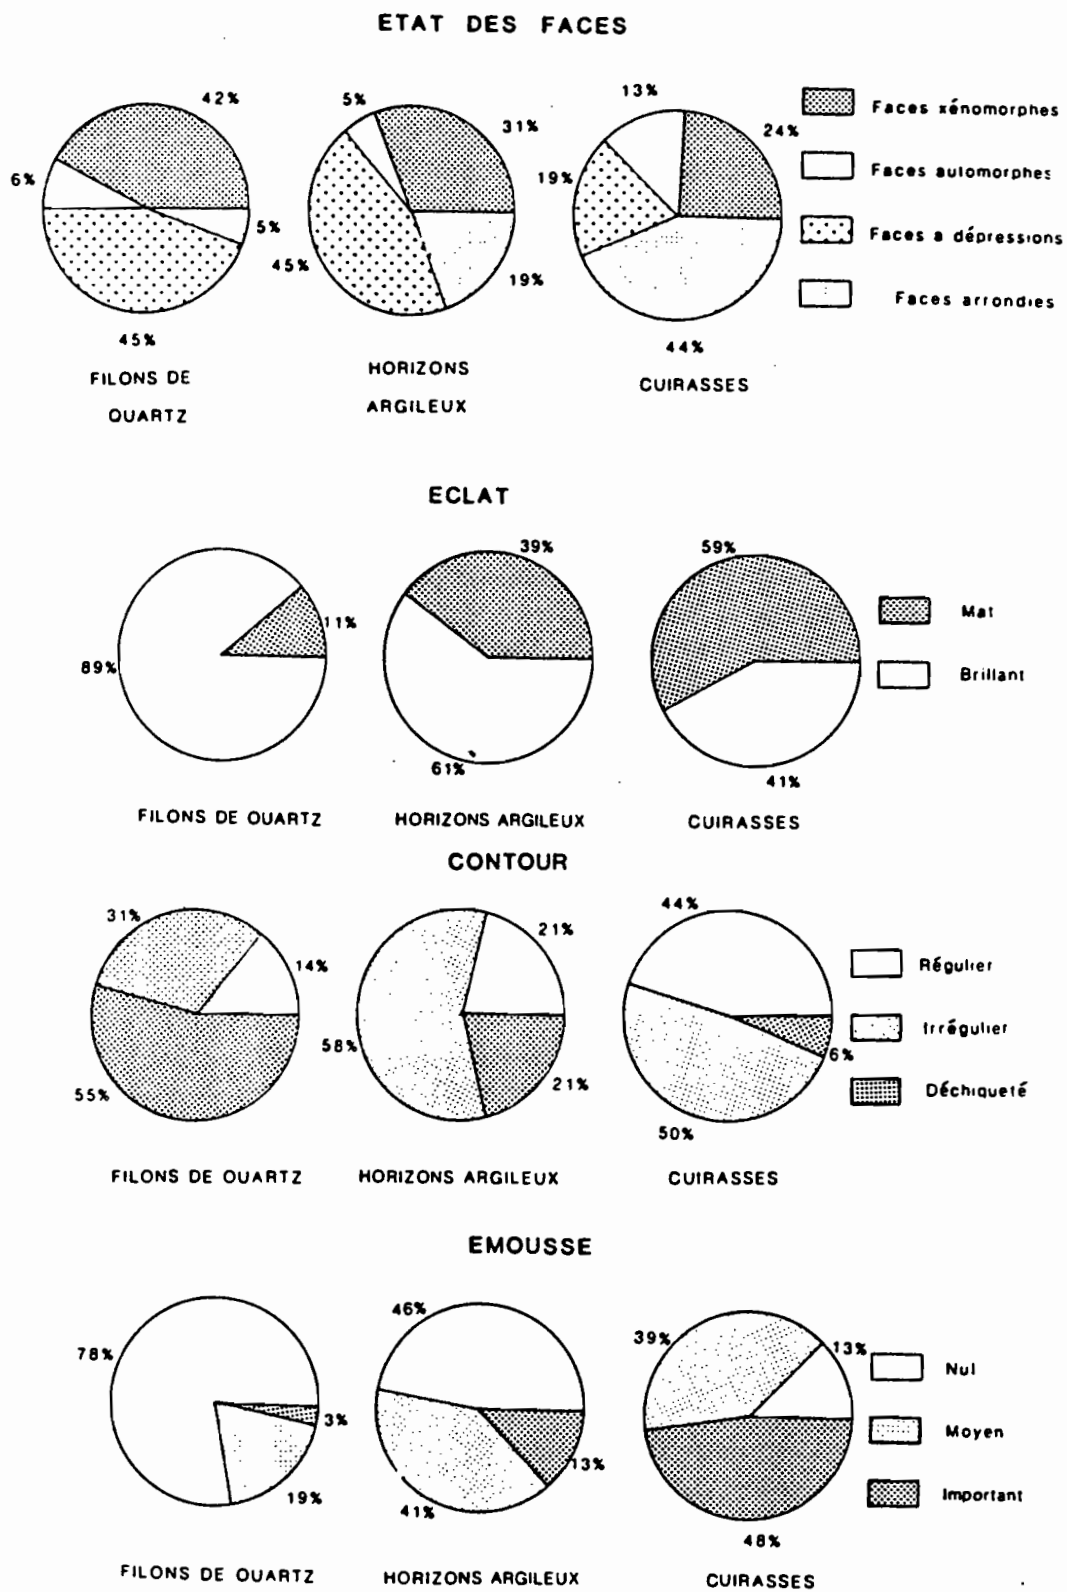 ETAT DES FACES
42%
6%
5%
45%
FILONS DE
QUARTZ
5%
31%
45%
19%
HORIZONS
ARGILEUX
13%
24%
19%
44%
CUIRASSES
Faces xénomorphes
Faces automorphes
Faces a dépressions
Faces arrondies
ECLAT
11%
89%
FILONS DE QUARTZ
39%
61%
HORIZONS ARGILEUX
59%
41%
CUIRASSES
Mat
Brillant
CONTOUR
31%
14%
55%
FILONS DE QUARTZ
21%
58%
21%
HORIZONS ARGILEUX
44%
6%
50%
CUIRASSES
Régulier
Irrégulier
Déchiqueté
EMOUSSE
78%
3%
19%
FILONS DE QUARTZ
46%
13%
41%
HORIZONS ARGILEUX
39%
13%
48%
CUIRASSES
Nul
Moyen
Important